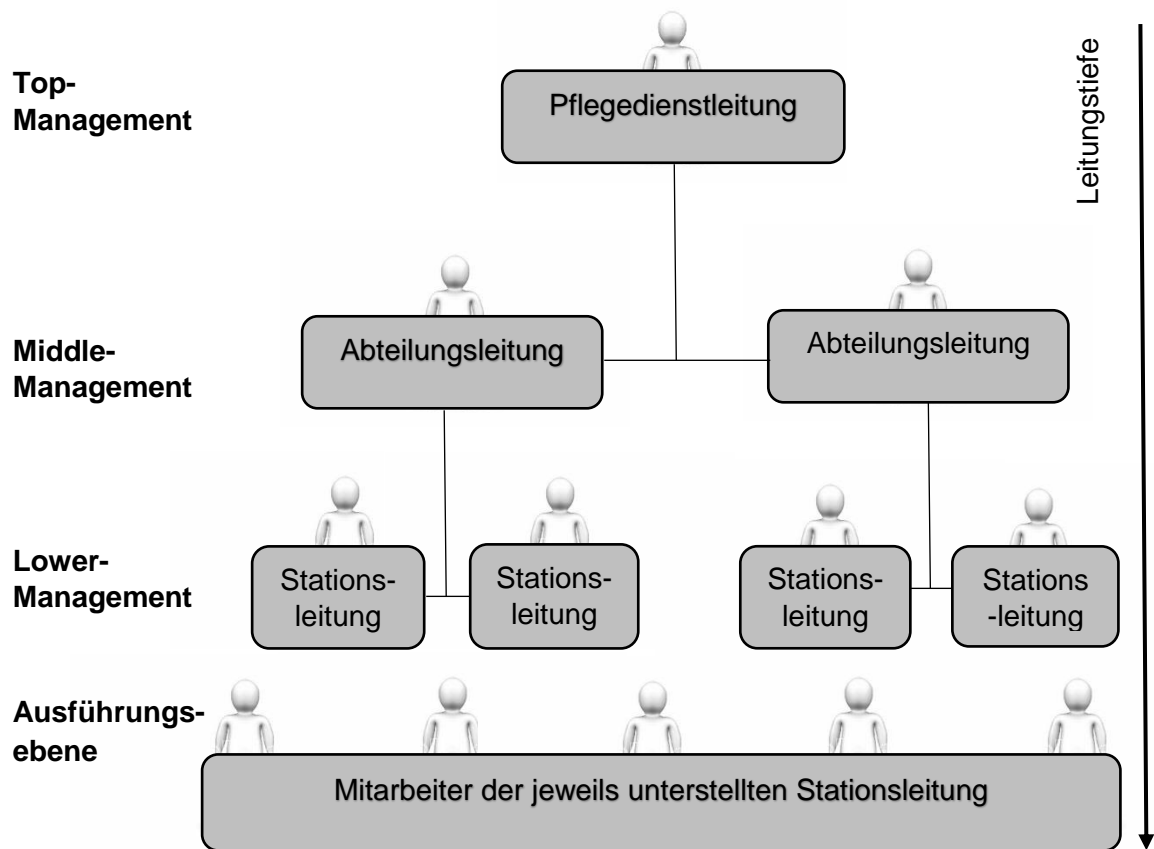 Top-
Management
Pflegedienstleitung
Leitungstiefe
Middle-
Management
Abteilungsleitung
Abteilungsleitung
Lower-
Management
Stations-
leitung
Stations-
leitung
Stations-
leitung
Stations
-leitung
Ausführungs-
ebene
Mitarbeiter der jeweils unterstellten Stationsleitung